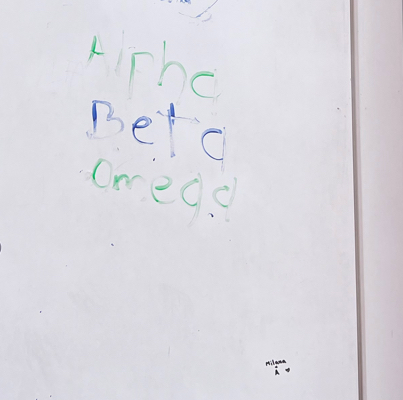 Alpha
Beta
Omega
Milana
A ♥